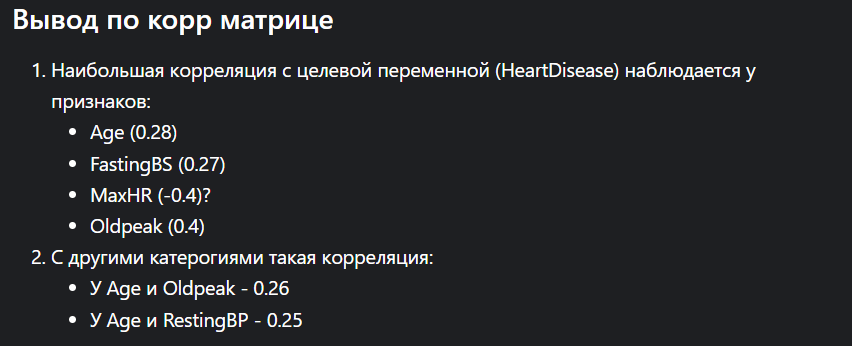 Вывод по корр матрице
1. Наибольшая корреляция с целевой переменной (HeartDisease) наблюдается у
признаков:
• Age (0.28)
• FastingBS (0.27)
• MaxHR (-0.4)?
• Oldpeak (0.4)
2. С другими катерогиями такая корреляция:
• У Age и Oldpeak - 0.26
• У Age и RestingBP - 0.25